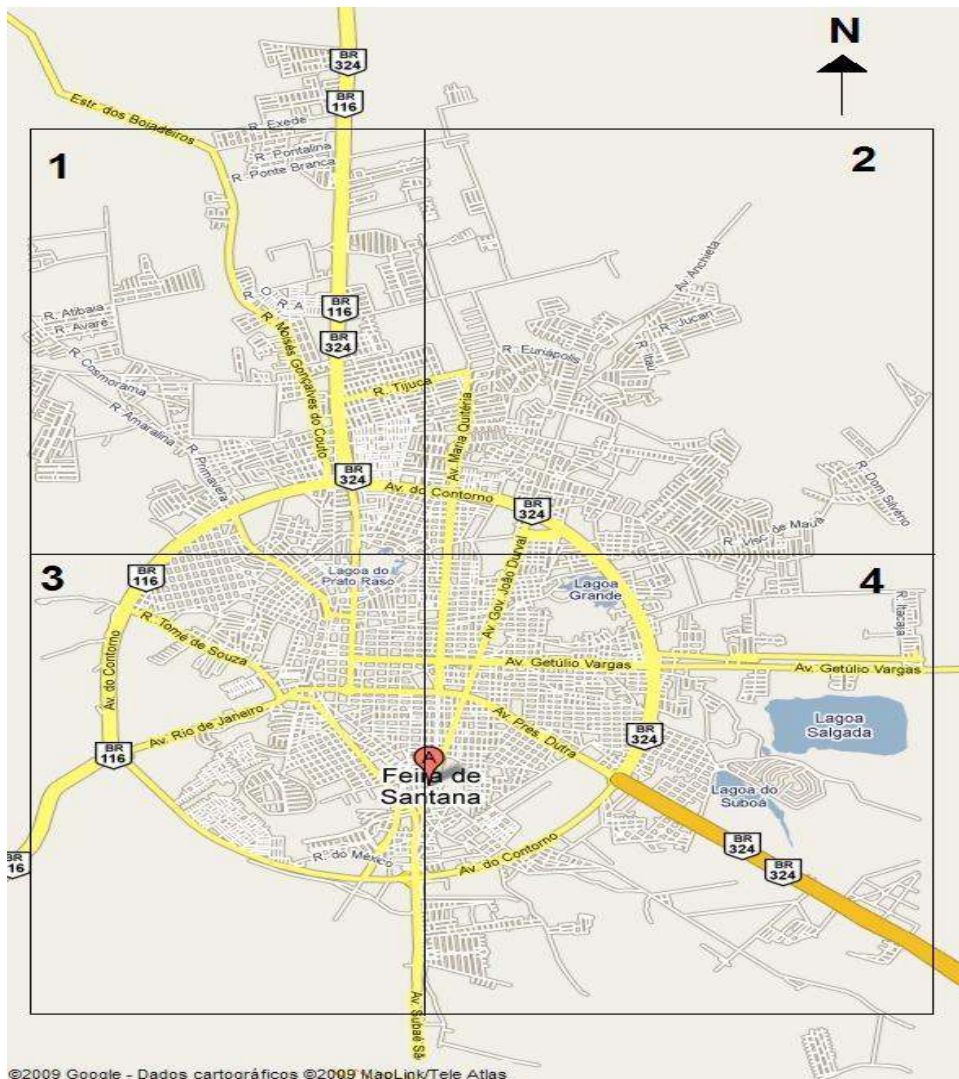 N
BR 324
BR 116
Estr. dos Boiadeiros
R. Exede
R. Pontalina
R. Ponte Branca
1
2
Av. Anchieta
O R A
BR 116
BR 324
R. Atibaia
R. Avaré
R. Moisés Gonçalves do Couto
R. Jucari
R. Itaú
R. Eunápolis
R. Cosmorama
R. Tijuca
R. Amaralina
Av. Maria Quitéria
R. Primavera
BR 324
Av. do Contorno
BR 324
R. Dom Silvério
R. Visc de Mauá
3
4
BR 116
Lagoa do
Prato Raso
Av. Gov. João Durval
Lagoa
Grande
R. Tomé de Souza
Av. do Contorno
Av. Getúlio Vargas
Av. Getúlio Vargas
Av. Rio de Janeiro
Av. Pres. Dutra
Lagoa
Salgada
BR 324
BR 116
A
Feira de
Santana
Lagoa do
Suboá
BR 324
BR 324
R. do México
Av. do Contorno
BR
16
Av. Subaé
©2009 Google - Dados cartográficos ©2009 MapLink/Tele Atlas